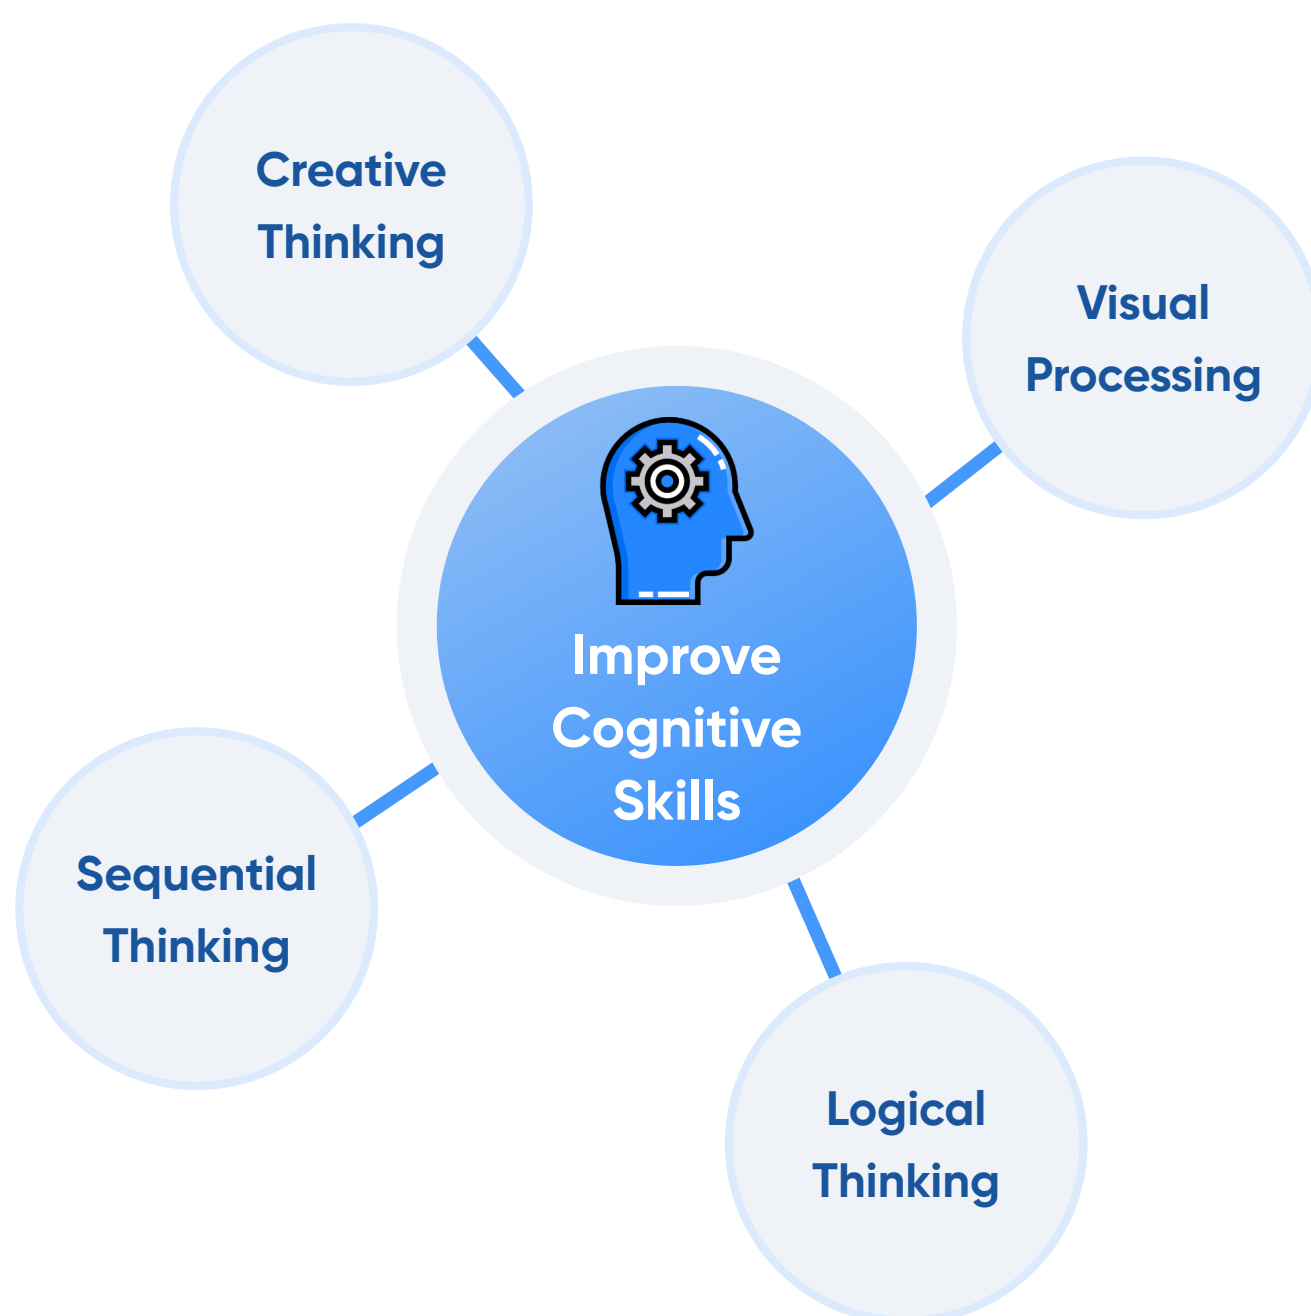 Creative
Thinking
Visual
Processing
Improve
Cognitive
Skills
Sequential
Thinking
Logical
Thinking